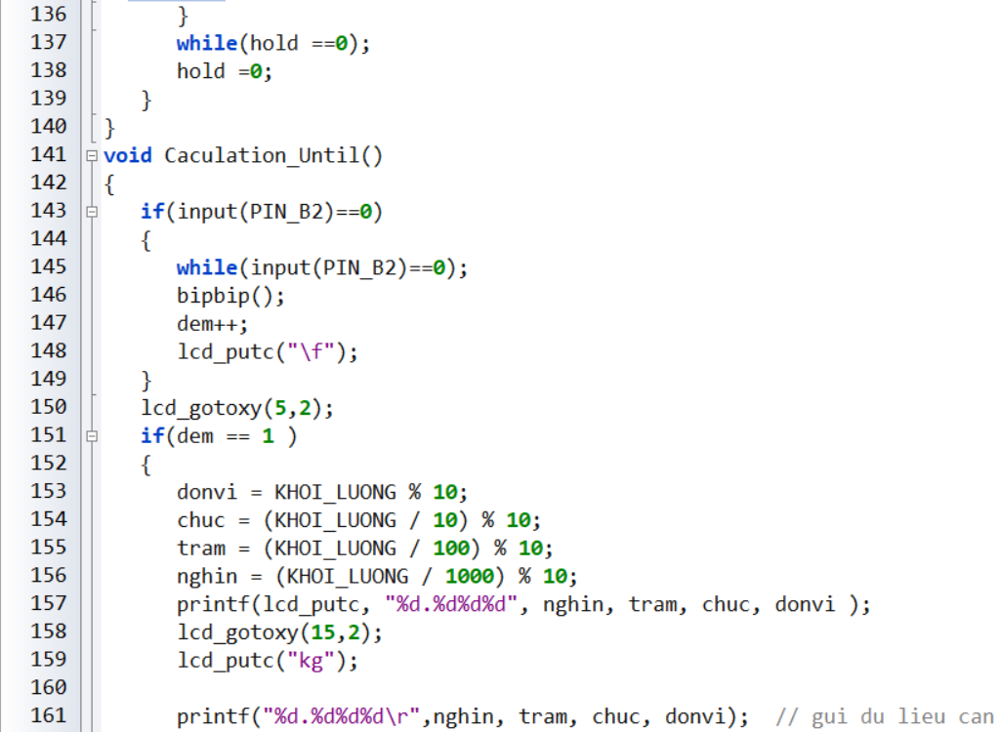 136 }
137 while(hold ==0);
138 hold =0;
139 }
140 }
141 void Caculation_Until()
142 {
143 if(input(PIN_B2)==0)
144 {
145 while(input(PIN_B2)==0);
146 bipbip();
147 dem++;
148 lcd_putc("\f");
149 }
150 lcd_gotoxy(5,2);
151 if(dem == 1 )
152 {
153 donvi = KHOI_LUONG % 10;
154 chuc = (KHOI_LUONG / 10) % 10;
155 tram = (KHOI_LUONG / 100) % 10;
156 nghin = (KHOI_LUONG / 1000) % 10;
157 printf(lcd_putc, "%d.%d%d%d", nghin, tram, chuc, donvi );
158 lcd_gotoxy(15,2);
159 lcd_putc("kg");
160
161 printf("%d.%d%d%d\r",nghin, tram, chuc, donvi); // gui du lieu can